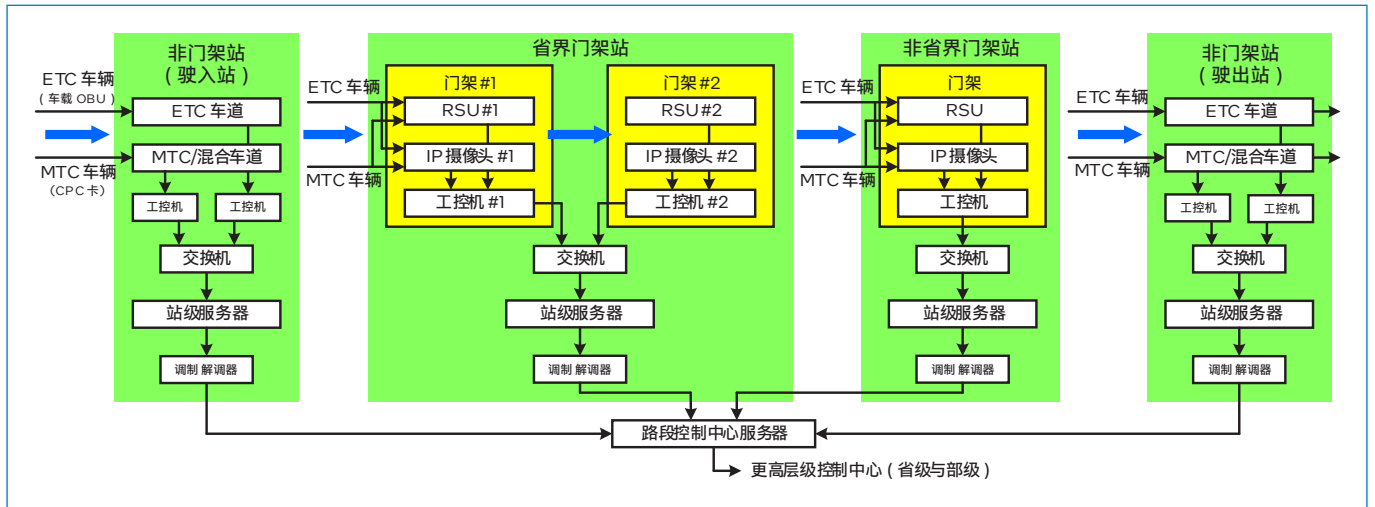 非门架站
（驶入站）
ETC 车辆
（车载 OBU）
ETC 车道
MTC/混合车道
MTC 车辆
（CPC 卡）
工控机
工控机
交换机
站级服务器
调制 解调器
省界门架站
ETC 车辆
MTC 车辆
门架 #1
RSU#1
IP 摄像头 #1
工控机 #1
门架#2
RSU#2
IP 摄像头 #2
工控机 #2
交换机
站级服务器
调制 解调器
非省界门架站
ETC 车辆
MTC 车辆
门架
RSU
IP 摄像头
工控机
交换机
站级服务器
调制 解调器
非门架站
（驶出站）
ETC 车辆
ETC 车道
MTC/混合车道
MTC 车辆
工控机
工控机
交换机
站级服务器
调制 解调器
路段控制中心服务器
更高层级控制中心（省级与部级）